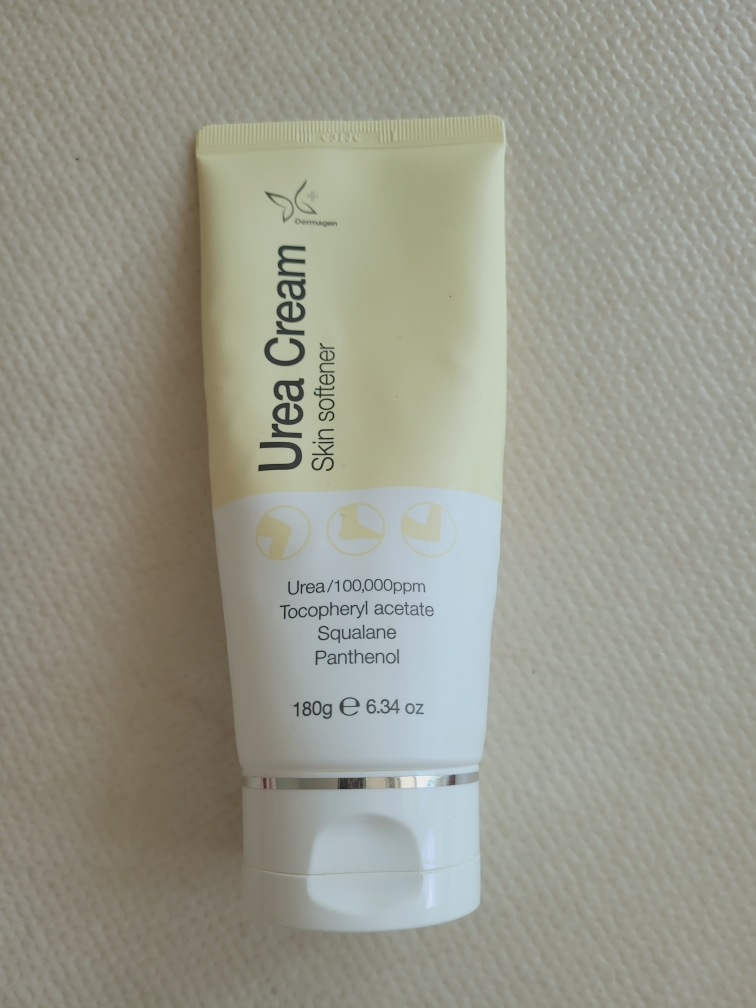 Dermagen
Urea Cream
Skin softener
Urea/100,000ppm
Tocopheryl acetate
Squalane
Panthenol
180g ℮ 6.34 oz